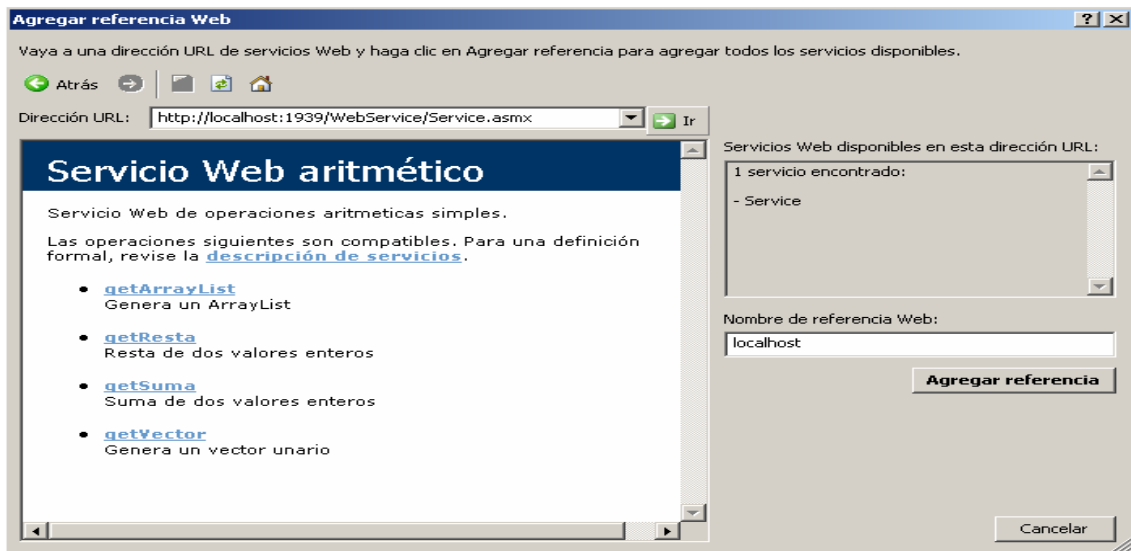 Agregar referencia Web
Vaya a una dirección URL de servicios Web y haga clic en Agregar referencia para agregar todos los servicios disponibles.
Atrás
Dirección URL: http://localhost:1939/WebService/Service.asmx Ir
Servicio Web aritmético
Servicio Web de operaciones aritmeticas simples.
Las operaciones siguientes son compatibles. Para una definición
formal, revise la descripción de servicios.
• getArrayList
Genera un ArrayList
• getResta
Resta de dos valores enteros
• getSuma
Suma de dos valores enteros
• getVector
Genera un vector unario
Servicios Web disponibles en esta dirección URL:
1 servicio encontrado:
- Service
Nombre de referencia Web:
localhost
Agregar referencia
Cancelar